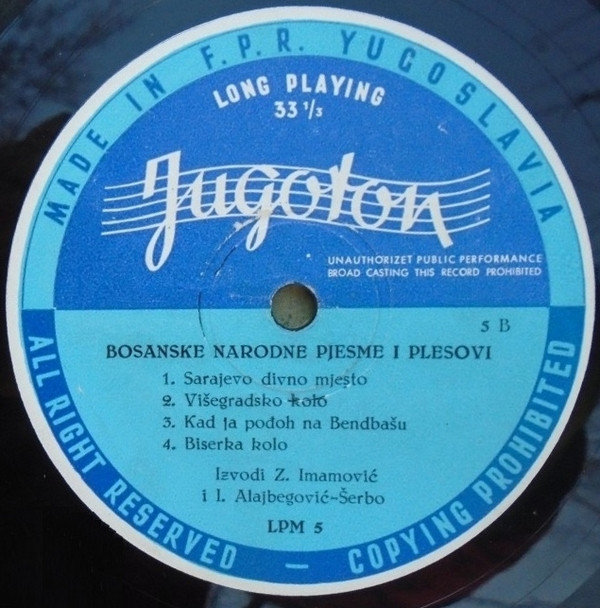 MADE IN F.P.R. YUGOSLAVIA
LONG PLAYING
33 1/3
Jugoton
UNAUTHORIZET PUBLIC PERFORMANCE
BROAD CASTING THIS RECORD PROHIBITED
5 B
BOSANSKE NARODNE PJESME I PLESOVI
1. Sarajevo divno mjesto
2. Višegradsko kolo
3. Kad ja pođoh na Bendbašu
4. Biserka kolo
Izvodi Z. Imamović
i I. Alajbegović-Šerbo
LPM 5
ALL RIGHT RESERVED — COPYING PROHIBITED